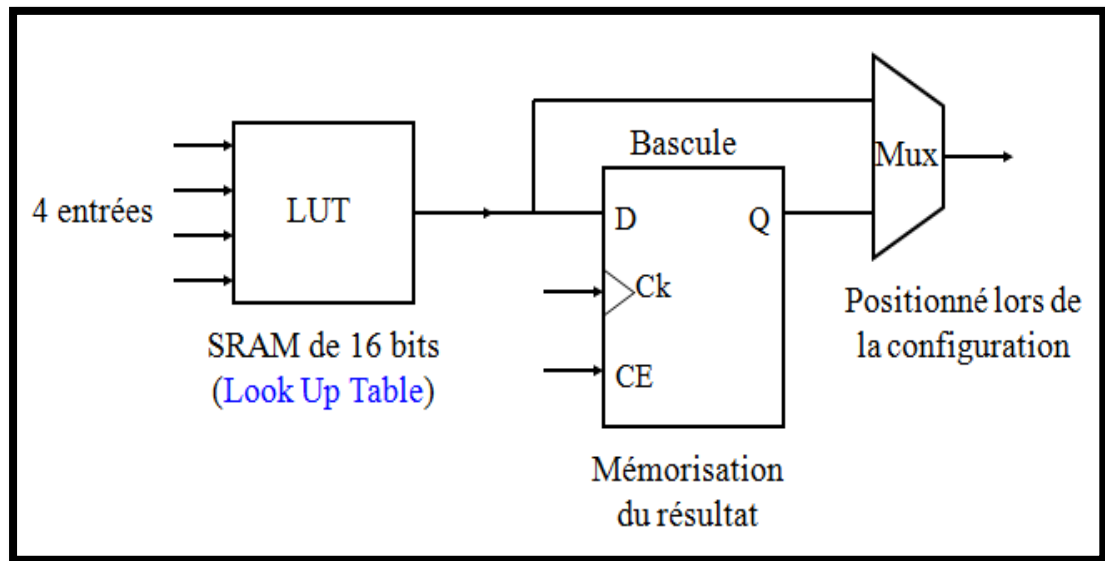 4 entrées
LUT
SRAM de 16 bits
(Look Up Table)
Bascule
D
Q
Ck
CE
Mémorisation
du résultat
Mux
Positionné lors de
la configuration